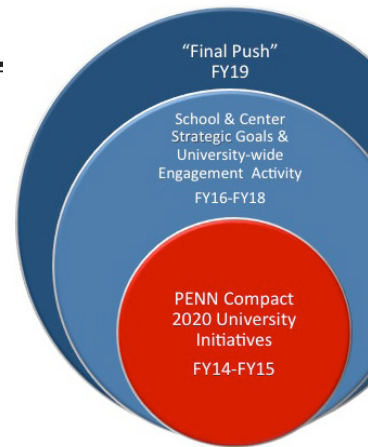 “Final Push”
FY19
School & Center
Strategic Goals &
University-wide
Engagement Activity
FY16-FY18
PENN Compact
2020 University
Initiatives
FY14-FY15